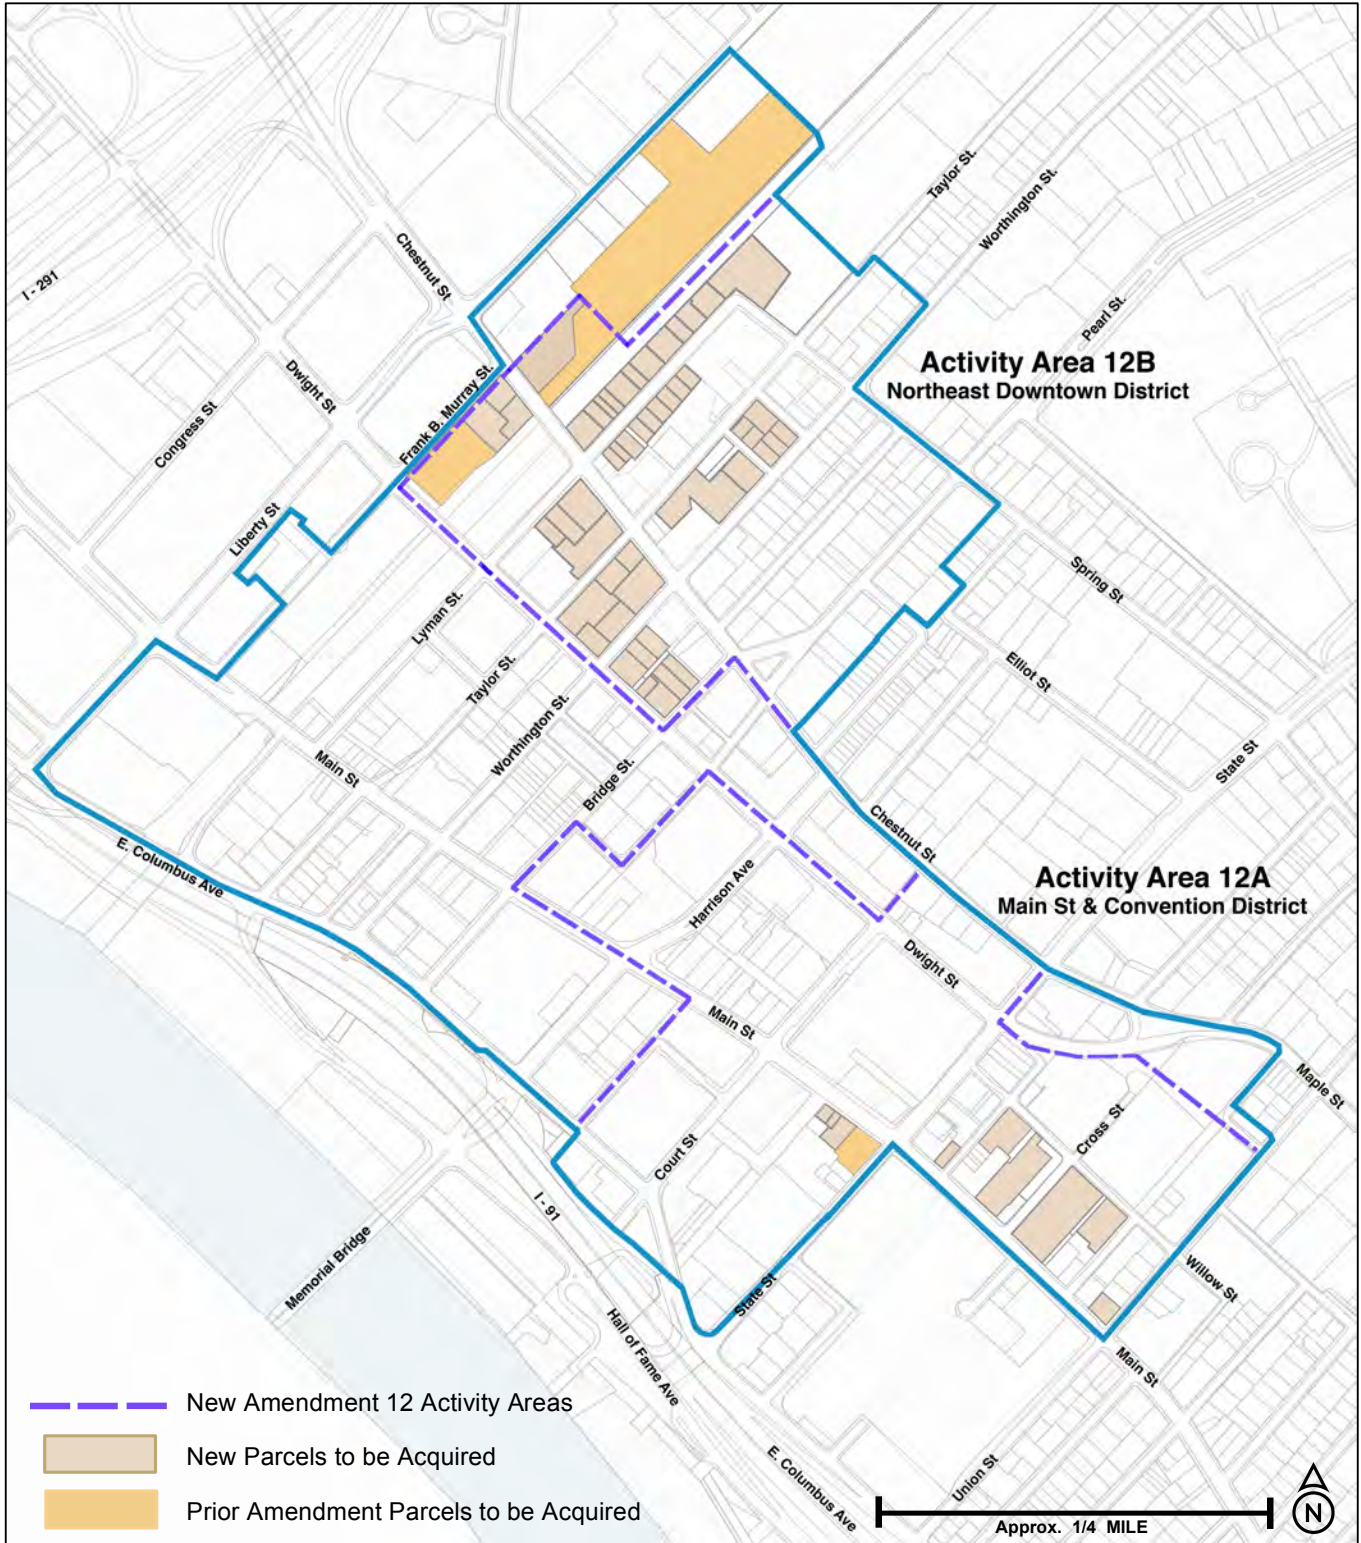 Taylor St.
Worthington St.
Chestnut St
I - 291
Pearl St.
Activity Area 12B
Northeast Downtown District
Dwight St
Frank B. Murray St.
Congress St
Liberty St
Spring St
Lyman St.
Elliot St
Taylor St.
Worthington St.
State St
Main St
Bridge St.
Chestnut St
E. Columbus Ave
Harrison Ave
Activity Area 12A
Main St & Convention District
Dwight St
Main St
Maple St
Cross St
Court St
I - 91
Memorial Bridge
Willow St
State St
Hall of Fame Ave
Main St
New Amendment 12 Activity Areas
New Parcels to be Acquired
Prior Amendment Parcels to be Acquired
E. Columbus Ave
Union St
Approx. 1/4 MILE
N